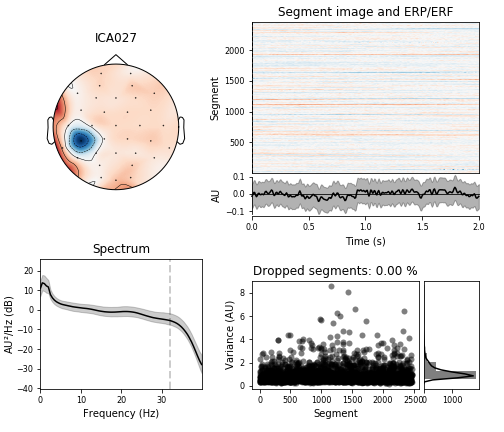 ICA027
Segment image and ERP/ERF
Segment
2000
1500
1000
500
AU
0.1
0.0
−0.1
0.0 0.5 1.0 1.5 2.0
Time (s)
Spectrum
AU²/Hz (dB)
20
10
0
−10
−20
−30
−40
0 10 20 30
Frequency (Hz)
Dropped segments: 0.00 %
Variance (AU)
8
6
4
2
0
0 500 1000 1500 2000 2500
Segment
0 1000